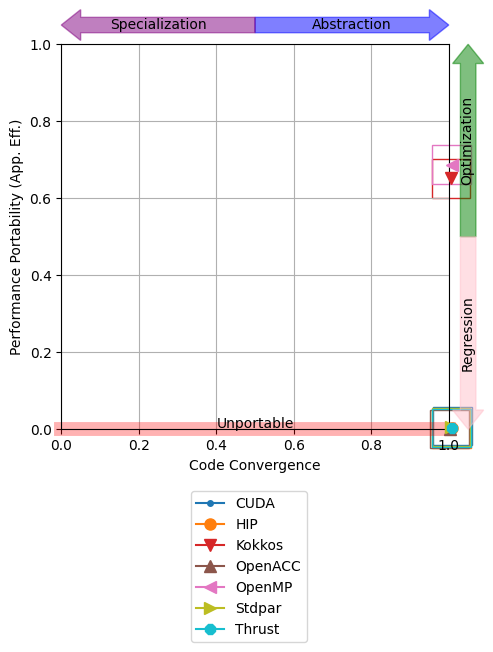 Specialization
Abstraction
1.0
0.8
0.6
0.4
0.2
0.0
Performance Portability (App. Eff.)
Optimization
Regression
Unportable
0.0
0.2
0.4
0.6
0.8
1.0
Code Convergence
CUDA
HIP
Kokkos
OpenACC
OpenMP
Stdpar
Thrust